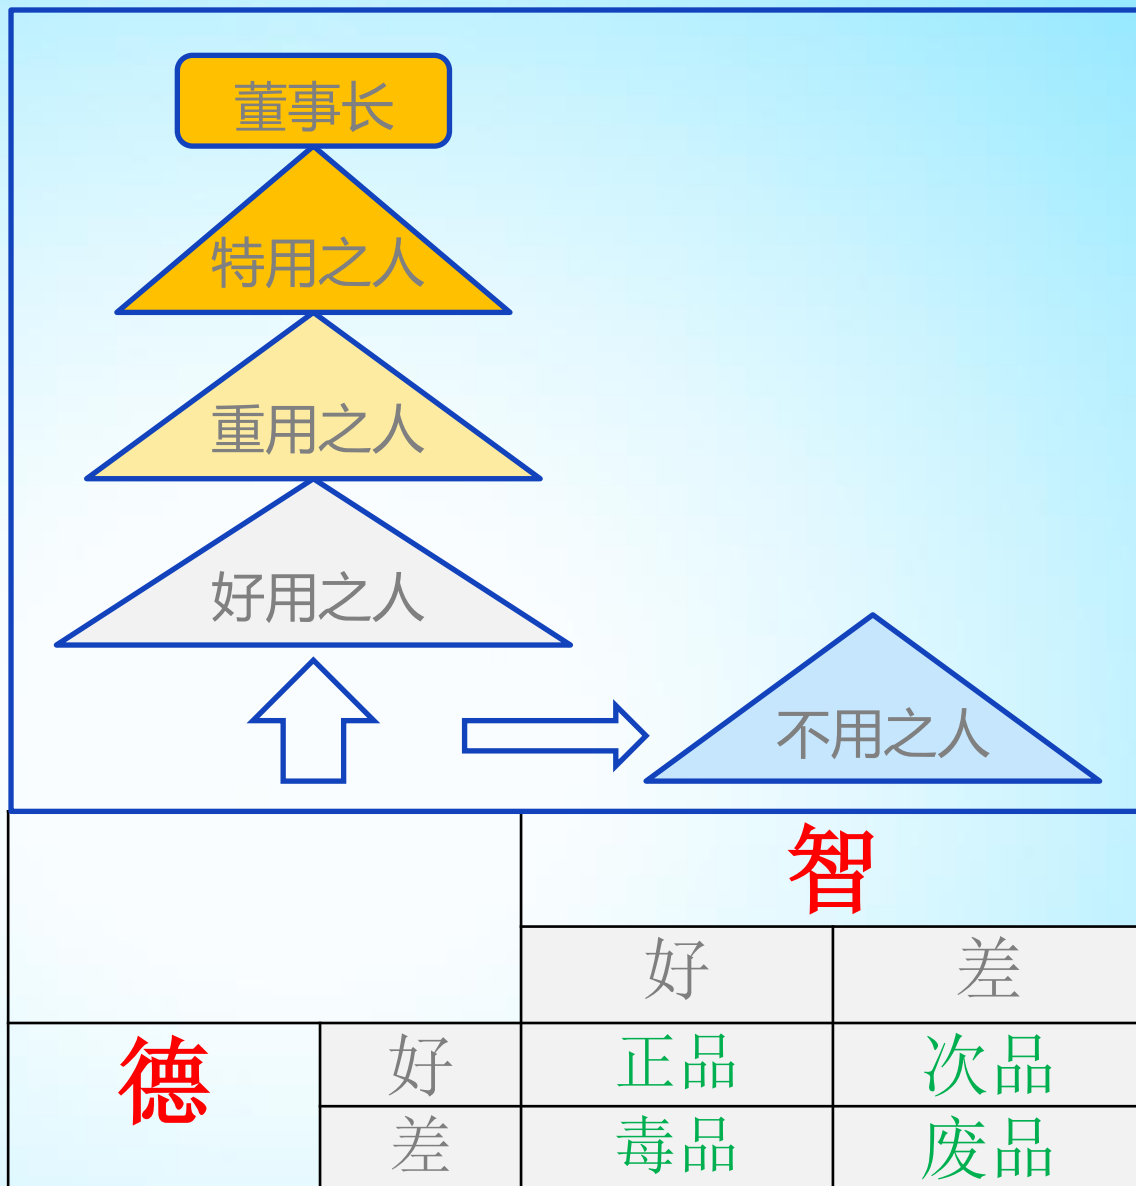 董事长
特用之人
重用之人
好用之人
不用之人
智
好 差
德 好 正品 次品
差 毒品 废品